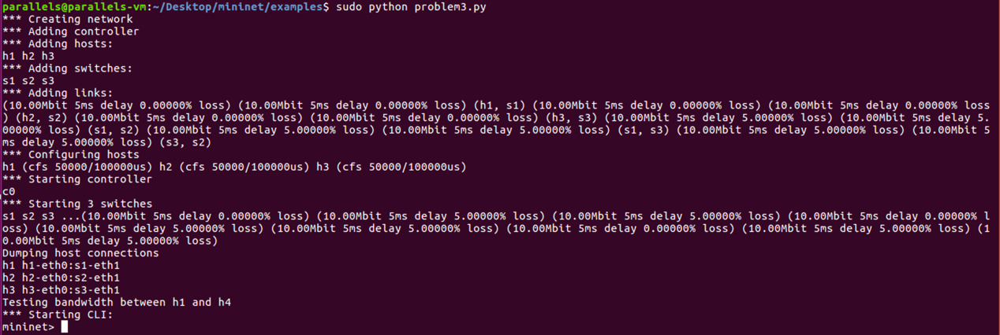 parallels@parallels-vm:~/Desktop/mininet/examples$ sudo python problem3.py
*** Creating network
*** Adding controller
*** Adding hosts:
h1 h2 h3
*** Adding switches:
s1 s2 s3
*** Adding links:
(10.00Mbit 5ms delay 0.00000% loss) (10.00Mbit 5ms delay 0.00000% loss) (h1, s1) (10.00Mbit 5ms delay 0.00000% loss) (10.00Mbit 5ms delay 0.00000% loss
) (h2, s2) (10.00Mbit 5ms delay 0.00000% loss) (10.00Mbit 5ms delay 0.00000% loss) (h3, s3) (10.00Mbit 5ms delay 5.00000% loss) (10.00Mbit 5ms delay 5.
00000% loss) (s1, s2) (10.00Mbit 5ms delay 5.00000% loss) (10.00Mbit 5ms delay 5.00000% loss) (s1, s3) (10.00Mbit 5ms delay 5.00000% loss) (10.00Mbit 5
ms delay 5.00000% loss) (s3, s2)
*** Configuring hosts
h1 (cfs 50000/100000us) h2 (cfs 50000/100000us) h3 (cfs 50000/100000us)
*** Starting controller
c0
*** Starting 3 switches
s1 s2 s3 ...(10.00Mbit 5ms delay 0.00000% loss) (10.00Mbit 5ms delay 5.00000% loss) (10.00Mbit 5ms delay 5.00000% loss) (10.00Mbit 5ms delay 0.00000% l
oss) (10.00Mbit 5ms delay 5.00000% loss) (10.00Mbit 5ms delay 5.00000% loss) (10.00Mbit 5ms delay 0.00000% loss) (10.00Mbit 5ms delay 5.00000% loss) (1
0.00Mbit 5ms delay 5.00000% loss)
Dumping host connections
h1 h1-eth0:s1-eth1
h2 h2-eth0:s2-eth1
h3 h3-eth0:s3-eth1
Testing bandwidth between h1 and h4
*** Starting CLI:
mininet>